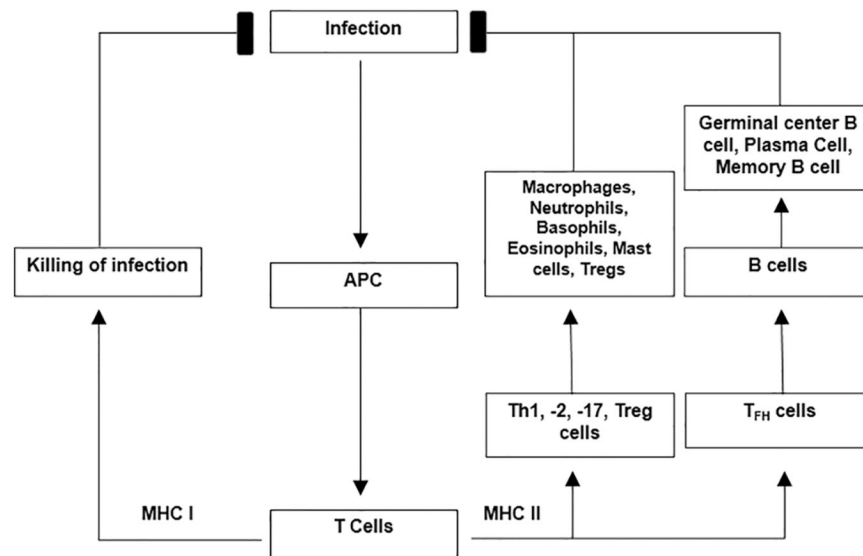 Infection
Germinal center B
cell, Plasma Cell,
Memory B cell
Macrophages,
Neutrophils,
Basophils,
Eosinophils, Mast
cells, Tregs
Killing of infection
APC
B cells
Th1, -2, -17, Treg
cells
TFH cells
MHC I
T Cells
MHC II